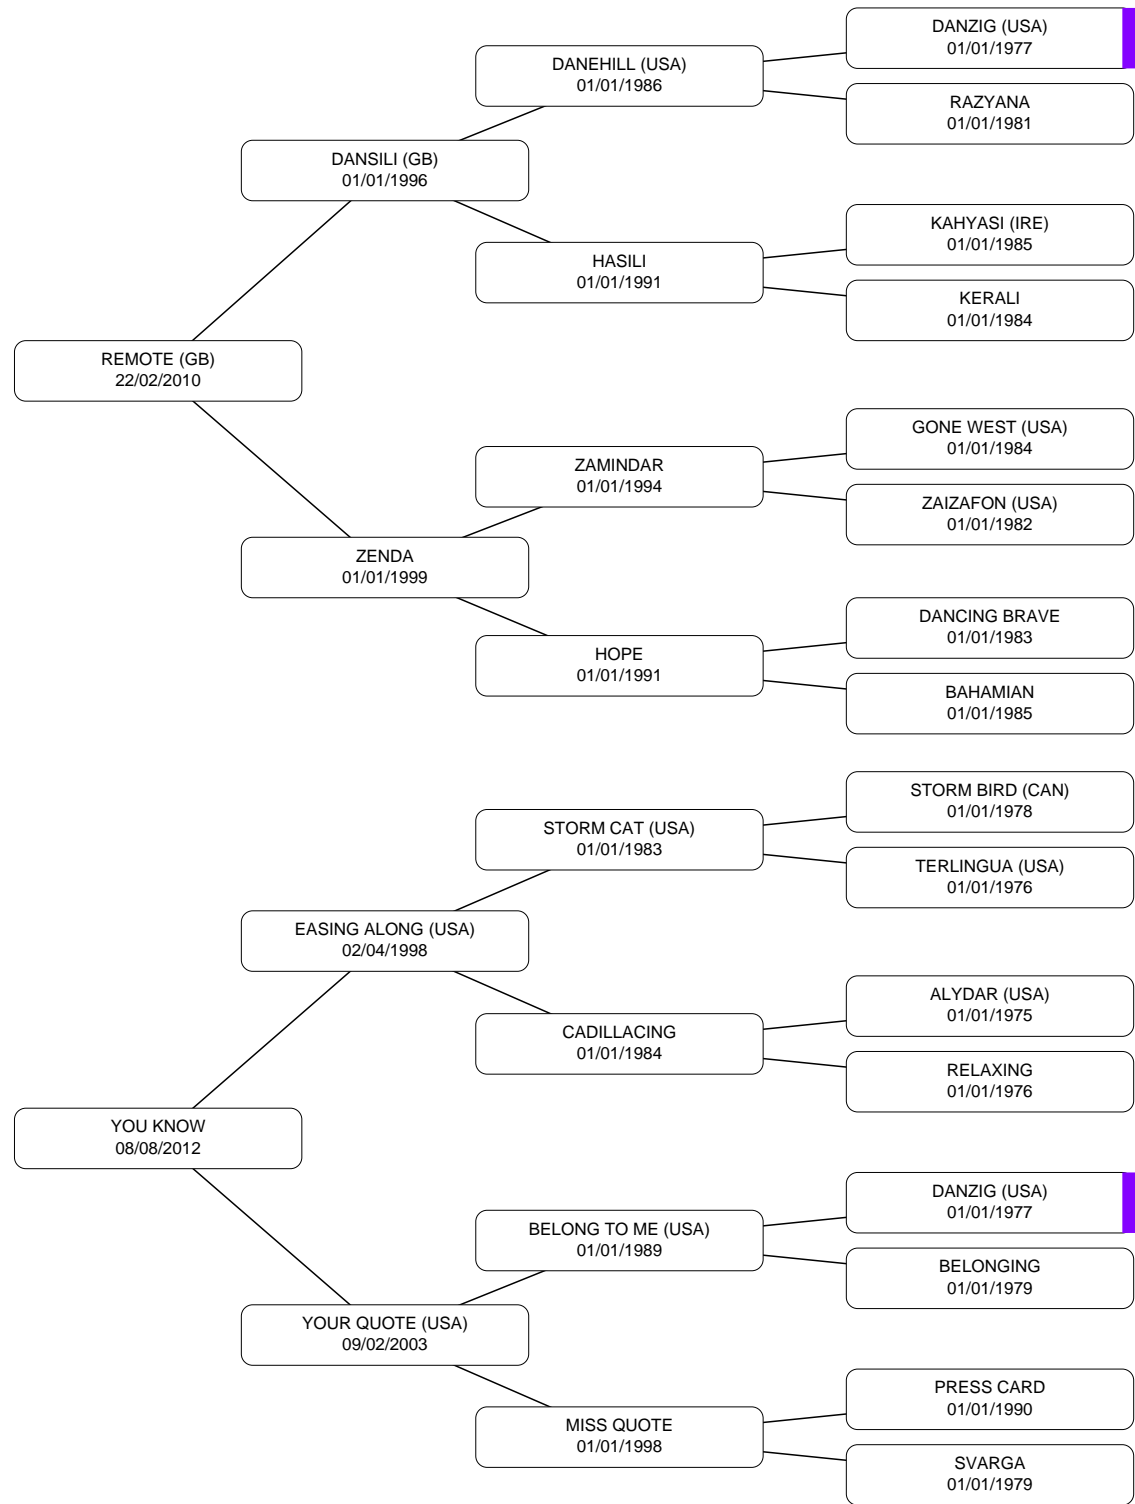 DANZIG (USA)
01/01/1977
DANEHILL (USA)
01/01/1986
RAZYANA
01/01/1981
DANSILI (GB)
01/01/1996
KAHYASI (IRE)
01/01/1985
HASILI
01/01/1991
KERALI
01/01/1984
REMOTE (GB)
22/02/2010
GONE WEST (USA)
01/01/1984
ZAMINDAR
01/01/1994
ZAIZAFON (USA)
01/01/1982
ZENDA
01/01/1999
DANCING BRAVE
01/01/1983
HOPE
01/01/1991
BAHAMIAN
01/01/1985
STORM BIRD (CAN)
01/01/1978
STORM CAT (USA)
01/01/1983
TERLINGUA (USA)
01/01/1976
EASING ALONG (USA)
02/04/1998
ALYDAR (USA)
01/01/1975
CADILLACING
01/01/1984
RELAXING
01/01/1976
YOU KNOW
08/08/2012
DANZIG (USA)
01/01/1977
BELONG TO ME (USA)
01/01/1989
BELONGING
01/01/1979
YOUR QUOTE (USA)
09/02/2003
PRESS CARD
01/01/1990
MISS QUOTE
01/01/1998
SVARGA
01/01/1979